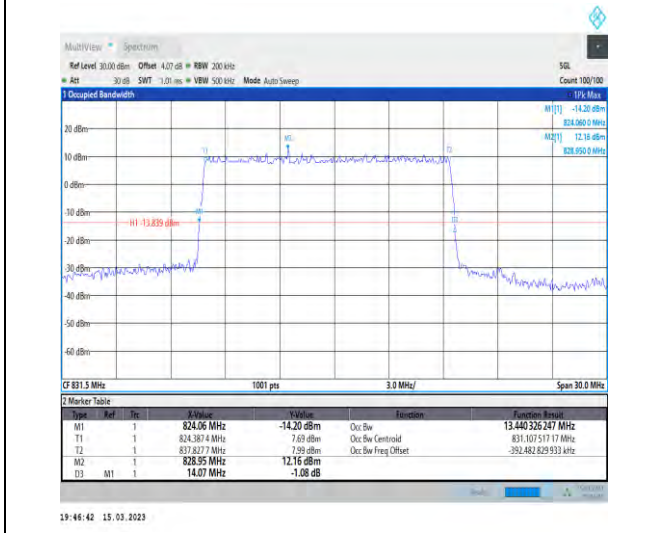 MultiView Spectrum
Ref Level 30.00 dBm Offset 4.07 dB RBW 200 kHz SGL
Att 30 dB SWT 1.01 ms VBW 500 kHz Mode Auto Sweep Count 100/100
1 Occupied Bandwidth 1Pk Max
M1[1] -14.20 dBm
824.060 0 MHz
M2[1] 12.16 dBm
828.950 0 MHz
20 dBm
M2
T1 T2
10 dBm
0 dBm
-10 dBm
M1
H1 -13.839 dBm
-20 dBm
-30 dBm
-40 dBm
-50 dBm
-60 dBm
CF 831.5 MHz 1001 pts 3.0 MHz/ Span 30.0 MHz
2 Marker Table
Type Ref Trc X-Value Y-Value Function Function Result
M1 1 824.06 MHz -14.20 dBm Occ Bw 13.440 326 247 MHz
T1 1 824.387 4 MHz 7.69 dBm Occ Bw Centroid 831.107 517 17 MHz
T2 1 837.827 7 MHz 7.99 dBm Occ Bw Freq Offset -392.482 829 933 kHz
M2 1 828.95 MHz 12.16 dBm
D3 M1 1 14.07 MHz -1.08 dB
19:46:42 15.03.2023